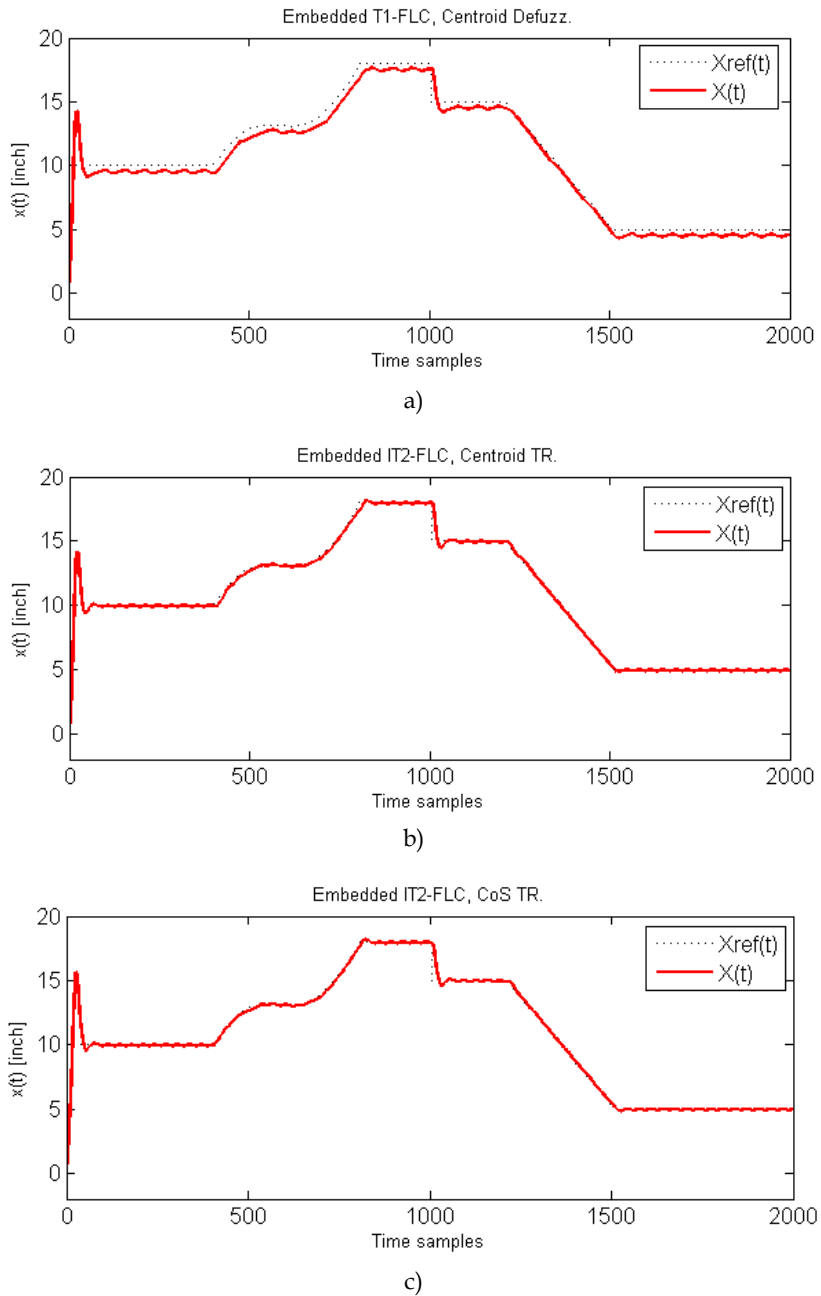 Embedded T1-FLC, Centroid Defuzz.
20
15
10
5
0
x(t) [inch]
Xref(t)
X(t)
0 500 1000 1500 2000
Time samples
a)
Embedded IT2-FLC, Centroid TR.
20
15
10
5
0
x(t) [inch]
Xref(t)
X(t)
0 500 1000 1500 2000
Time samples
b)
Embedded IT2-FLC, CoS TR.
20
15
10
5
0
x(t) [inch]
Xref(t)
X(t)
0 500 1000 1500 2000
Time samples
c)